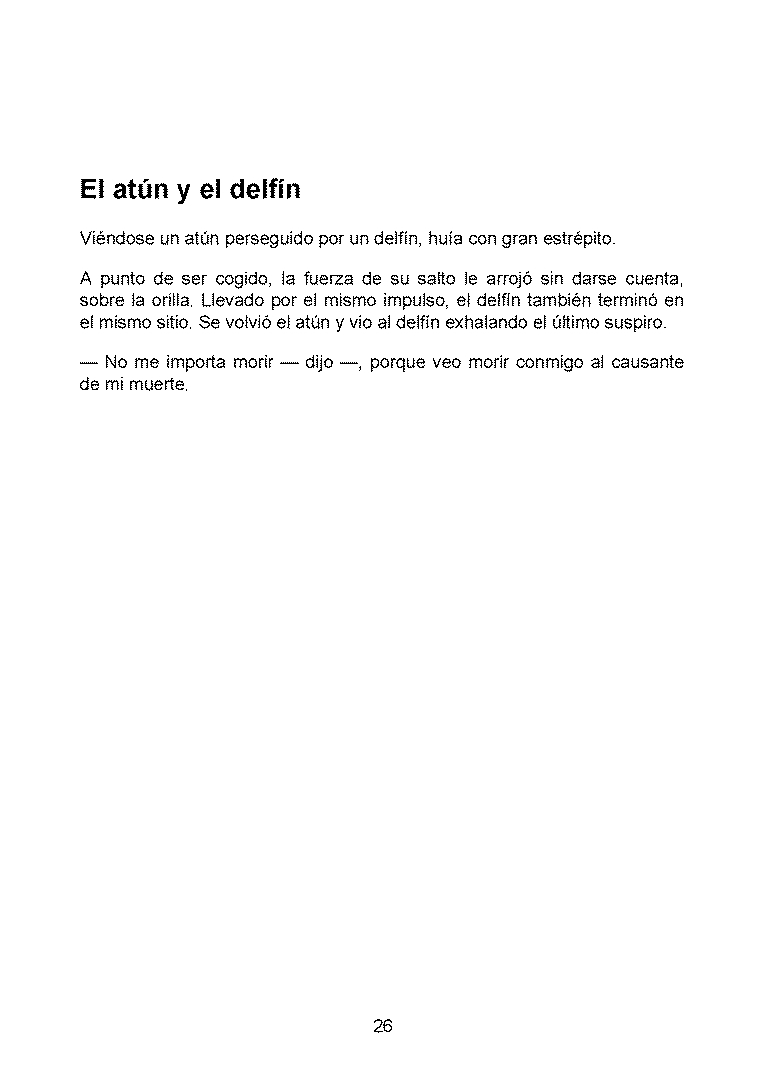 El atún y el delfín
Viéndose un atún perseguido por un delfín, huía con gran estrépito.
A punto de ser cogido, la fuerza de su salto le arrojó sin darse cuenta,
sobre la orilla. Llevado por el mismo impulso, el delfín también terminó en
el mismo sitio. Se volvió el atún y vio al delfín exhalando el último suspiro.
— No me importa morir — dijo —, porque veo morir conmigo al causante
de mi muerte.
26